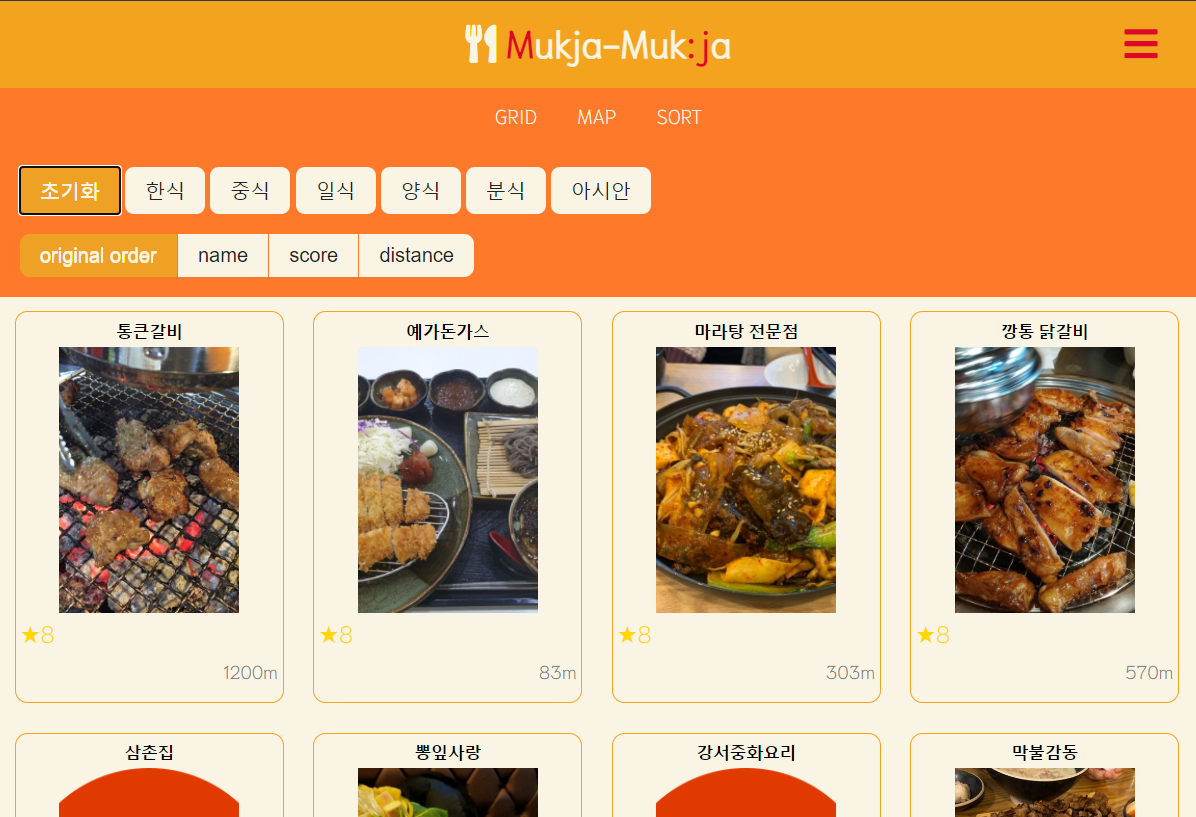 Mukja-Muk:ja
GRID MAP SORT
초기화 한식 중식 일식 양식 분식 아시안
original order name score distance
통큰갈비 예가돈가스 마라탕 전문점 깡통 닭갈비
★8 ★8 ★8 ★8
1200m 83m 303m 570m
삼촌집 뽕잎사랑 강서중화요리 막불감동